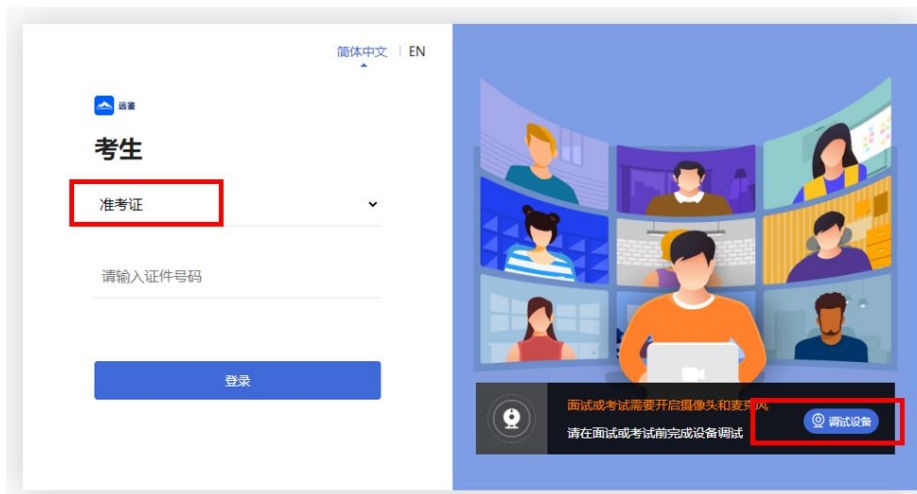 简体中文 | EN
远鉴
考生
准考证
请输入证件号码
登录
面试或考试需要开启摄像头和麦克风
请在面试或考试前完成设备调试
调试设备